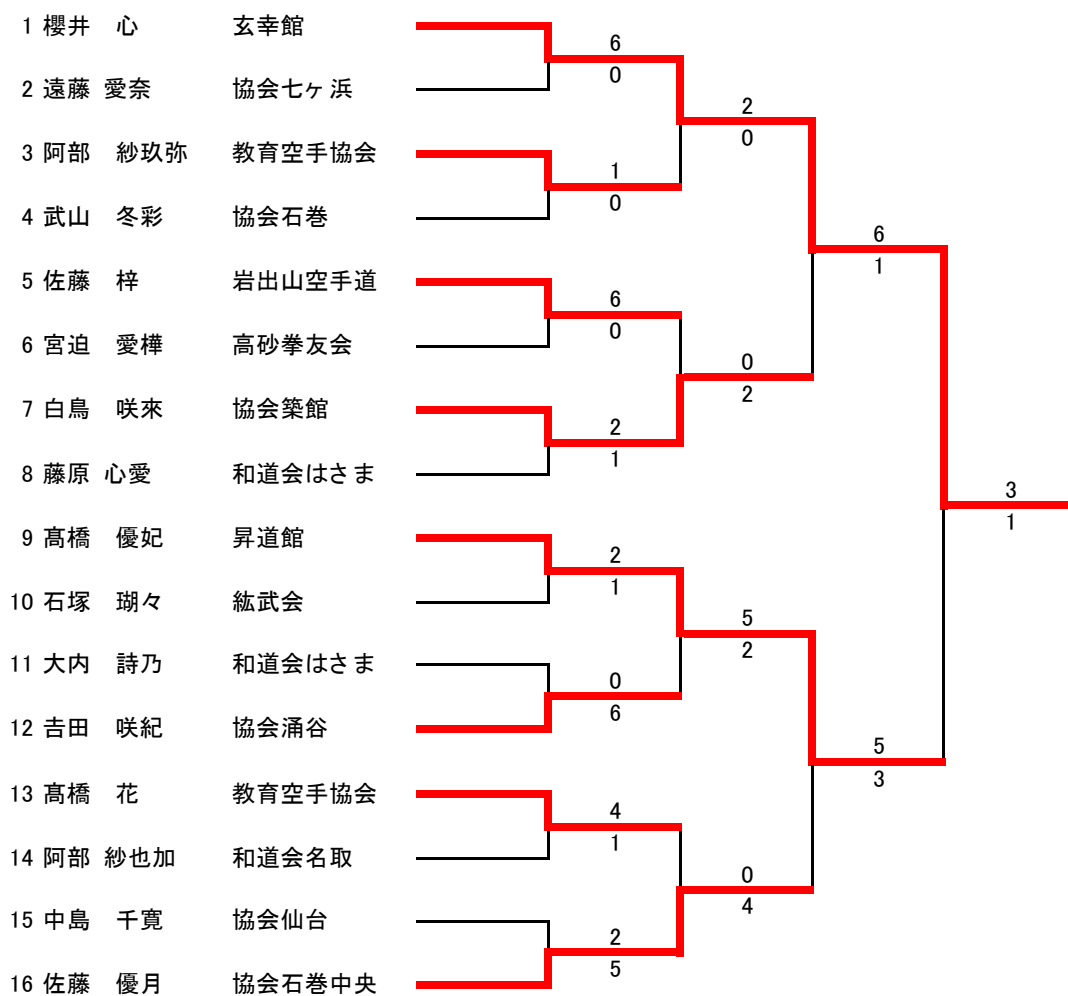 1 櫻井　心 玄幸館
6
0
2 遠藤 愛奈 協会七ヶ浜
2
0
3 阿部　紗玖弥 教育空手協会
1
0
4 武山　冬彩 協会石巻
6
1
5 佐藤　梓 岩出山空手道
6
0
6 宮迫　愛樺 高砂拳友会
0
2
7 白鳥　咲來 協会築館
2
1
8 藤原 心愛 和道会はさま
3
1
9 髙橋　優妃 昇道館
2
1
10 石塚　瑚々 紘武会
5
2
11 大内　詩乃 和道会はさま
0
6
12 𠮷田　咲紀 協会涌谷
5
3
13 髙橋　花 教育空手協会
4
1
14 阿部 紗也加 和道会名取
0
4
15 中島　千寛 協会仙台
2
5
16 佐藤　優月 協会石巻中央